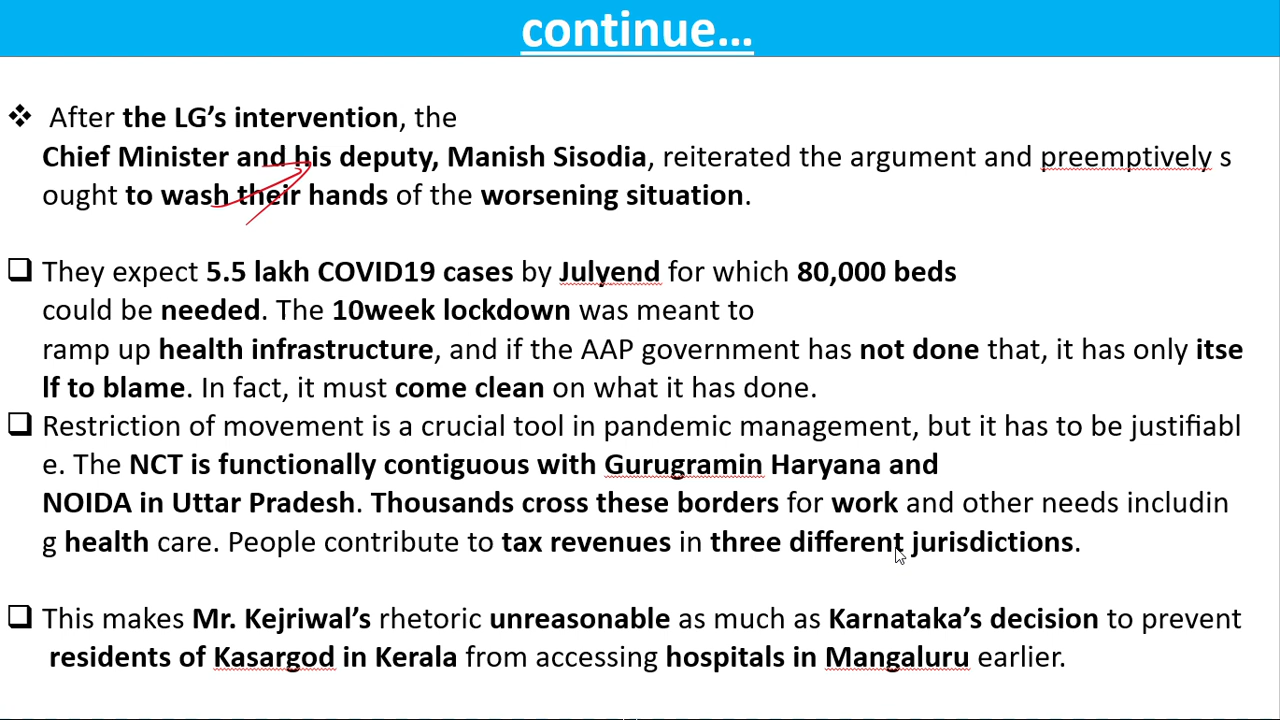 continue...
❖ After the LG’s intervention, the
Chief Minister and his deputy, Manish Sisodia, reiterated the argument and preemptively s
ought to wash their hands of the worsening situation.
❑ They expect 5.5 lakh COVID19 cases by Julyend for which 80,000 beds
could be needed. The 10week lockdown was meant to
ramp up health infrastructure, and if the AAP government has not done that, it has only itse
lf to blame. In fact, it must come clean on what it has done.
❑ Restriction of movement is a crucial tool in pandemic management, but it has to be justifiabl
e. The NCT is functionally contiguous with Gurugramin Haryana and
NOIDA in Uttar Pradesh. Thousands cross these borders for work and other needs includin
g health care. People contribute to tax revenues in three different jurisdictions.
❑ This makes Mr. Kejriwal’s rhetoric unreasonable as much as Karnataka’s decision to prevent
residents of Kasargod in Kerala from accessing hospitals in Mangaluru earlier.